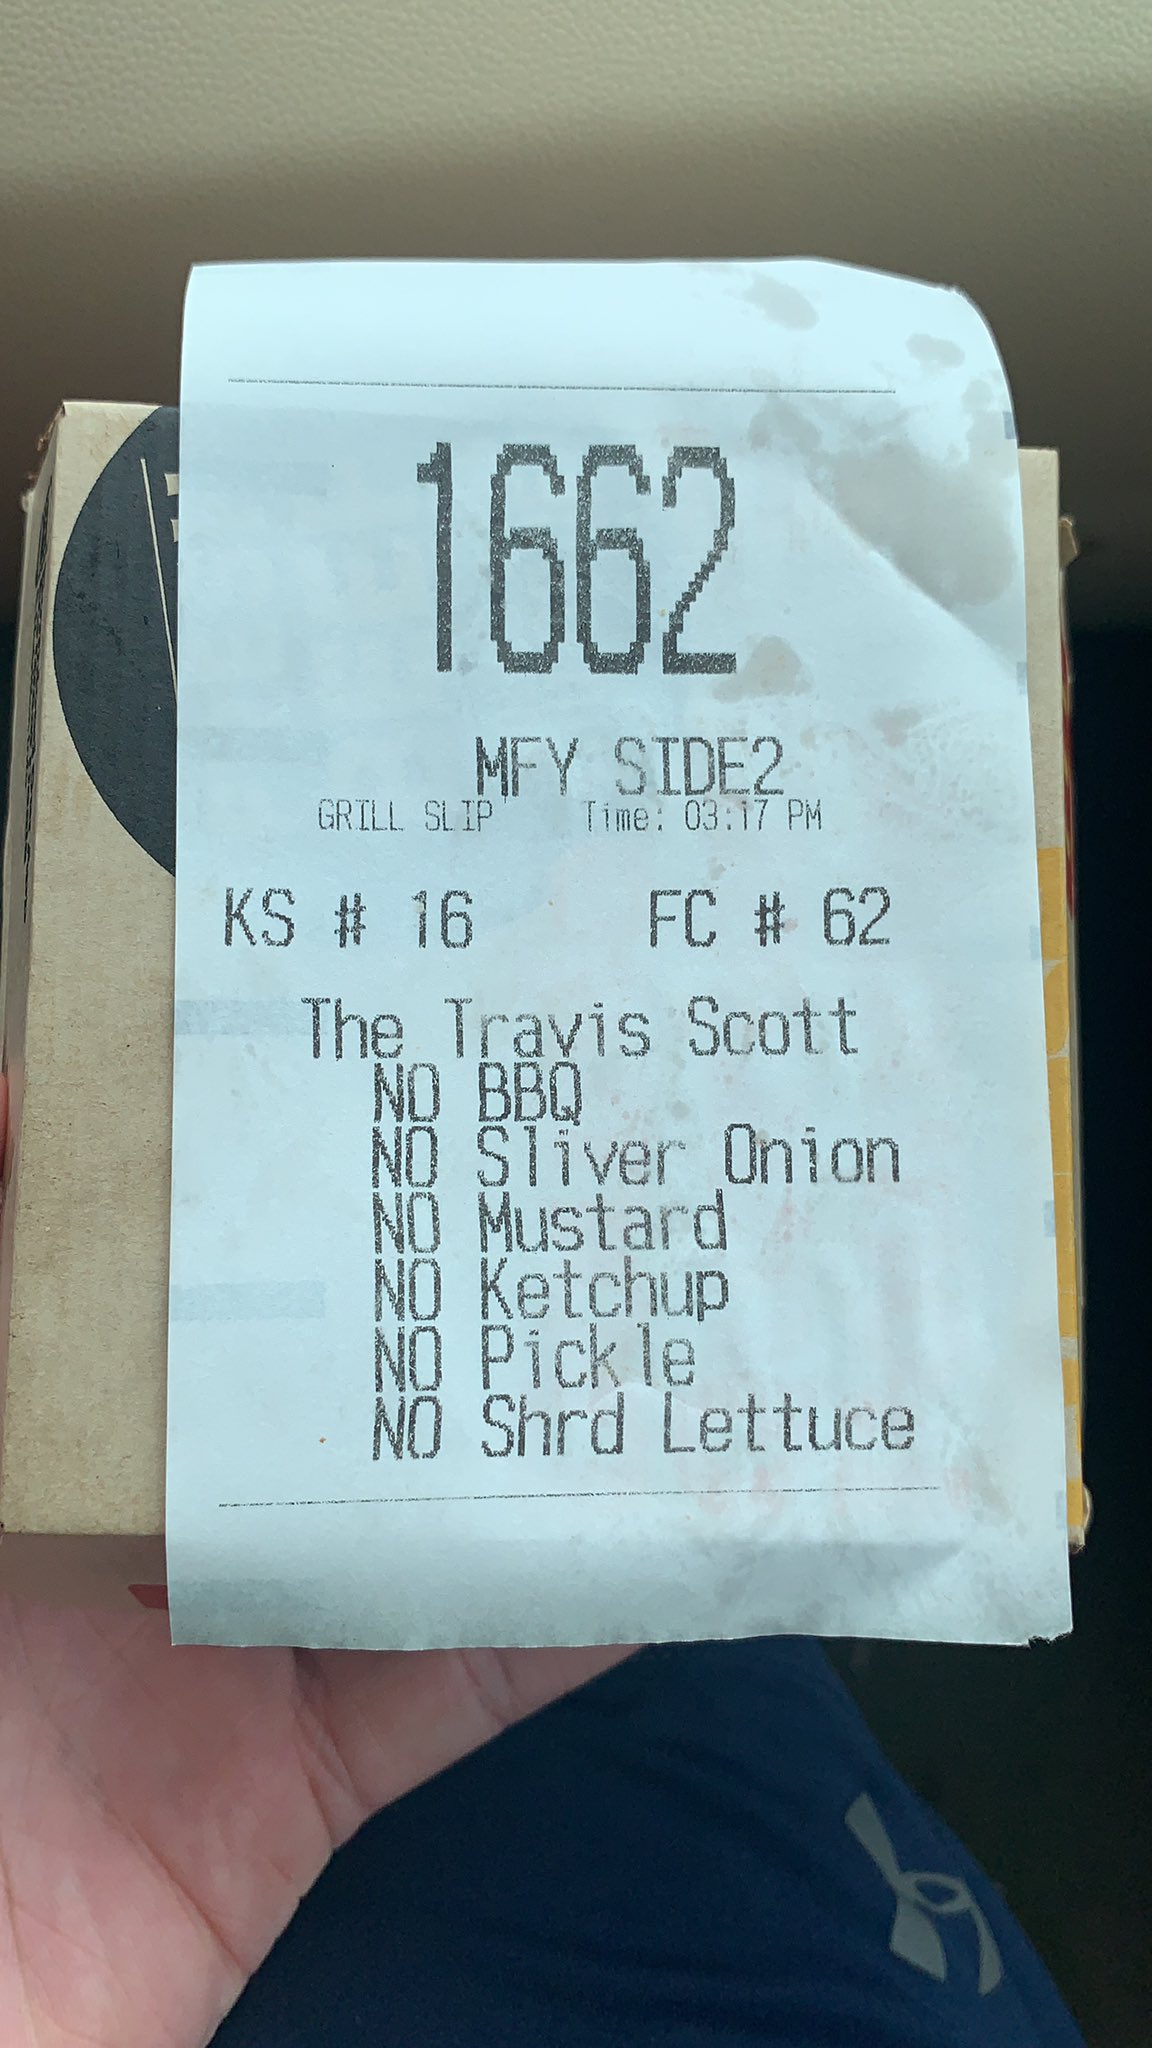 1662
MFY SIDE2
GRILL SLIP Time: 03:17 PM
KS # 16 FC # 62
The Travis Scott
NO BBQ
NO Sliver Onion
NO Mustard
NO Ketchup
NO Pickle
NO Shrd Lettuce